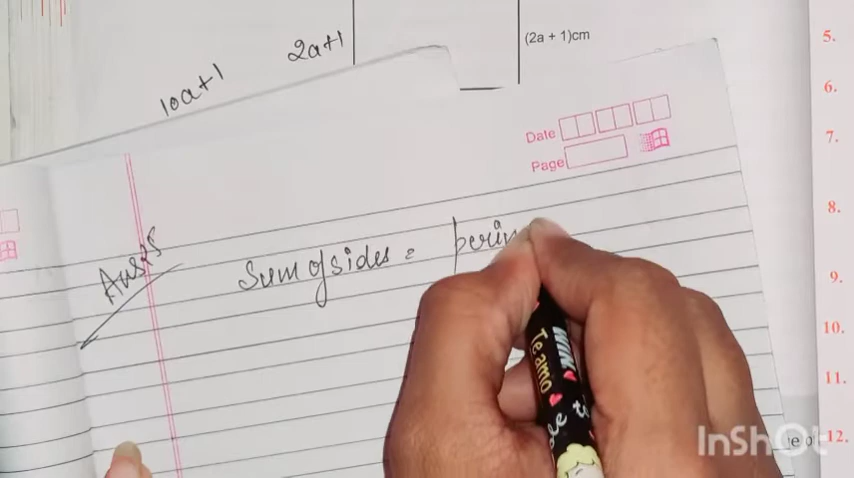 5.
2a+1
(2a + 1)cm
6.
10a+1
Date
7.
Page
8.
Ans25
Sum of sides = perim
9.
10.
Te amo
11.
12.
InShOt